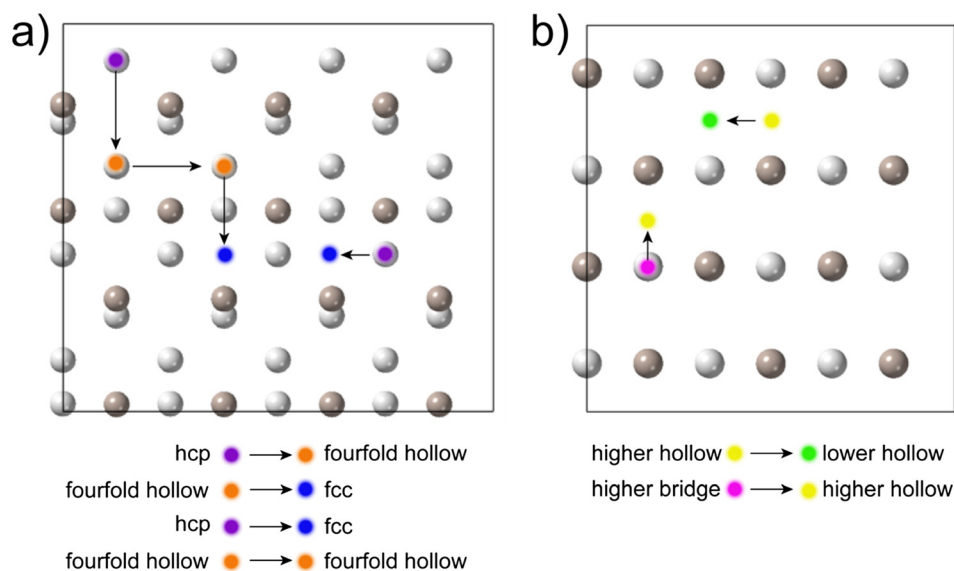 a)
b)
hcp fourfold hollow
fourfold hollow fcc
hcp fcc
fourfold hollow fourfold hollow
higher hollow lower hollow
higher bridge higher hollow